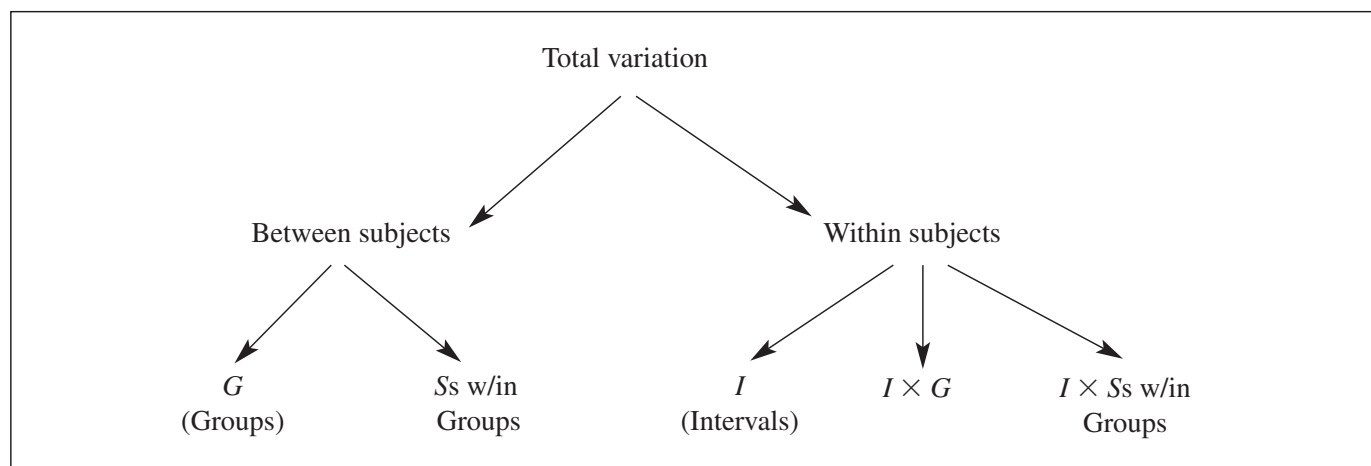 Total variation
Between subjects
Within subjects
G
(Groups)
Ss w/in
Groups
I
(Intervals)
I × G
I × Ss w/in
Groups